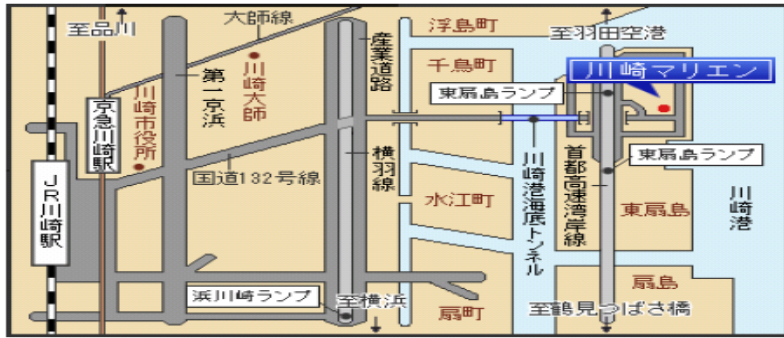 至品川
大師線
産業道路
浮島町
至羽田空港
川崎マリエン
千鳥町
東扇島ランプ
第一京浜
川崎大師
川崎市役所
京急川崎駅
JR川崎駅
国道132号線
横羽線
川崎港海底トンネル
首都高速湾岸線
東扇島ランプ
水江町
東扇島
川崎港
浜川崎ランプ
至横浜
扇町
扇島
至鶴見つばさ橋